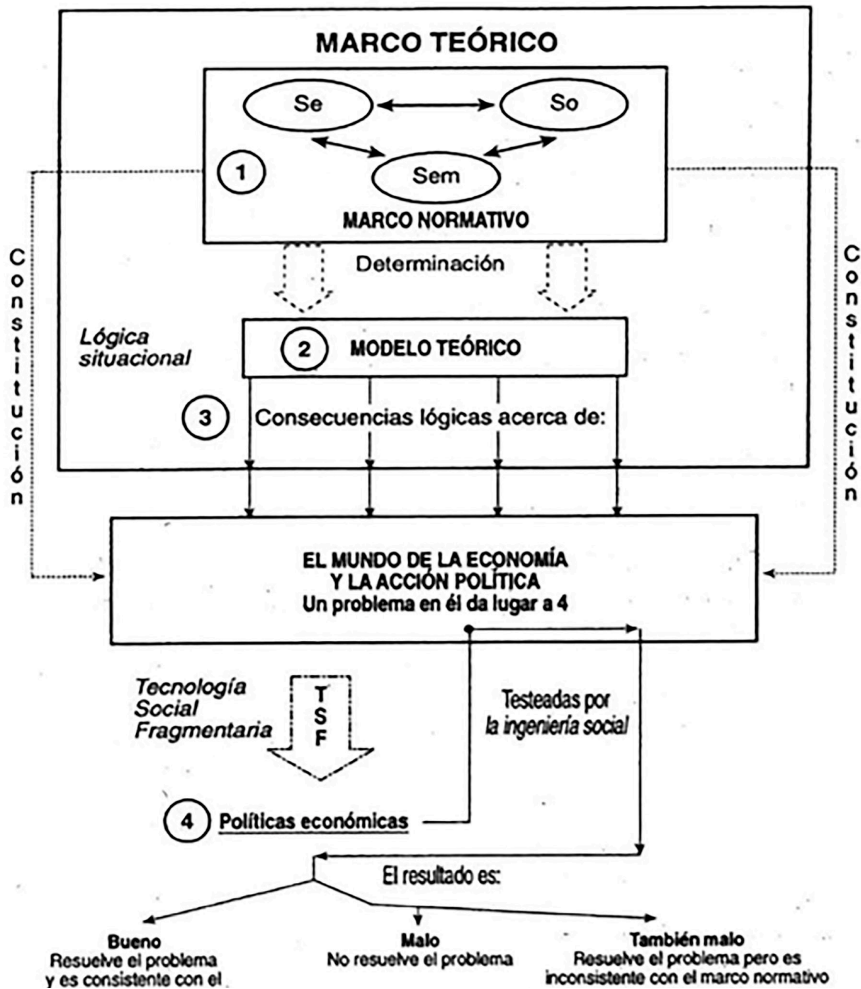 MARCO TEÓRICO
Se
So
Sem
1
MARCO NORMATIVO
Determinación
Constitución
Constitución
Lógica
situacional
2
MODELO TEÓRICO
3
Consecuencias lógicas acerca de:
EL MUNDO DE LA ECONOMÍA
Y LA ACCIÓN POLÍTICA
Un problema en él da lugar a 4
Tecnología
Social
Fragmentaria
TSF
Testeadas por
la ingeniería social
4
Políticas económicas
El resultado es:
Bueno
Resuelve el problema
y es consistente con el
Malo
No resuelve el problema
También malo
Resuelve el problema pero es
inconsistente con el marco normativo